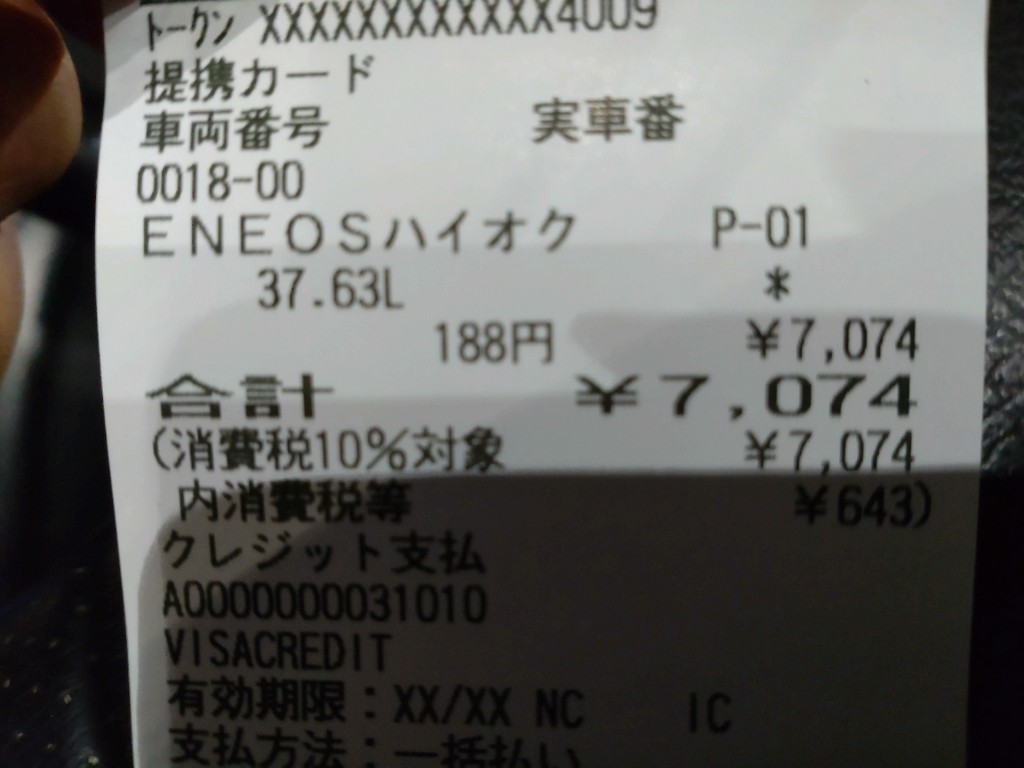 トークン XXXXXXXXXXXX4009
提携カード
車両番号 実車番
0018-00
ENEOSハイオク P-01
37.63L *
188円 ¥7,074
合計 ¥7,074
(消費税10%対象 ¥7,074
内消費税等 ¥643)
クレジット支払
A0000000031010
VISACREDIT
有効期限:XX/XX NC IC
支払方法:一括払い